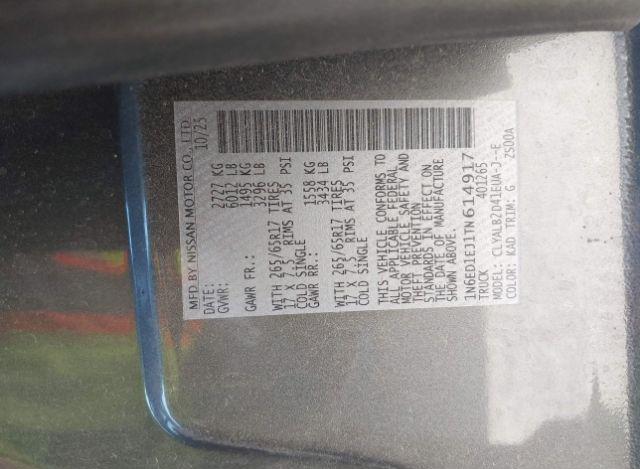 MFD BY NISSAN MOTOR CO., LTD.
DATE: 10/25
GVWR: 2727 KG
6012 LB
GAWR FR.: 1495 KG
3296 LB
WITH 265/65R17 TIRES
17 X 7.5 RIMS AT 35 PSI
COLD SINGLE
GAWR RR.: 1558 KG
3434 LB
WITH 265/65R17 TIRES
17 X 7.5 RIMS AT 35 PSI
COLD SINGLE
THIS VEHICLE CONFORMS TO
ALL APPLICABLE FEDERAL
MOTOR VEHICLE SAFETY AND
THEFT PREVENTION
STANDARDS IN EFFECT ON
THE DATE OF MANUFACTURE
SHOWN ABOVE.
1N6ED1EJ1TN614917
TRUCK 401265
MODEL: CLYALB2D41EUA-J--E
COLOR: KAD TRIM: G ZS00A